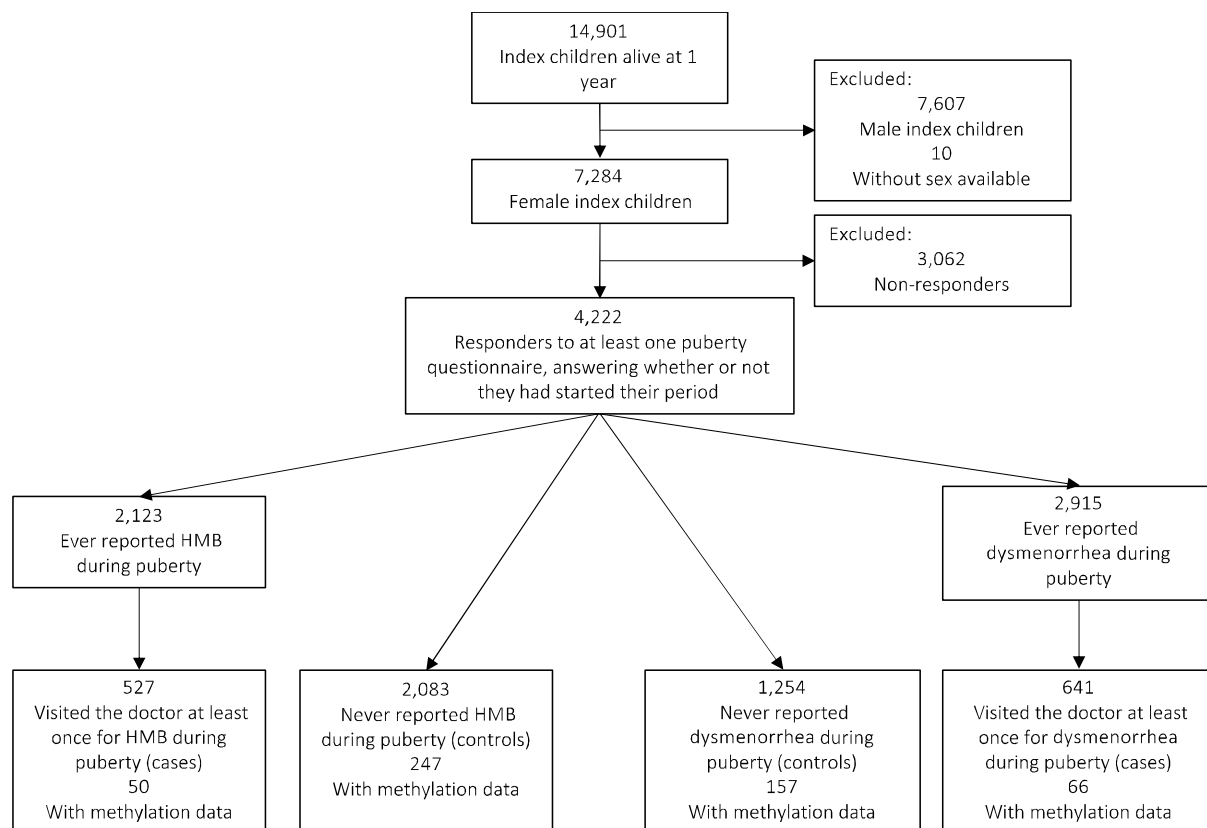 14,901
Index children alive at 1
year
Excluded:
7,607
Male index children
10
Without sex available
7,284
Female index children
Excluded:
3,062
Non-responders
4,222
Responders to at least one puberty
questionnaire, answering whether or not
they had started their period
2,123
Ever reported HMB
during puberty
2,915
Ever reported
dysmenorrhea during
puberty
527
Visited the doctor at least
once for HMB during
puberty (cases)
50
With methylation data
2,083
Never reported HMB
during puberty (controls)
247
With methylation data
1,254
Never reported
dysmenorrhea during
puberty (controls)
157
With methylation data
641
Visited the doctor at least
once for dysmenorrhea
during puberty (cases)
66
With methylation data